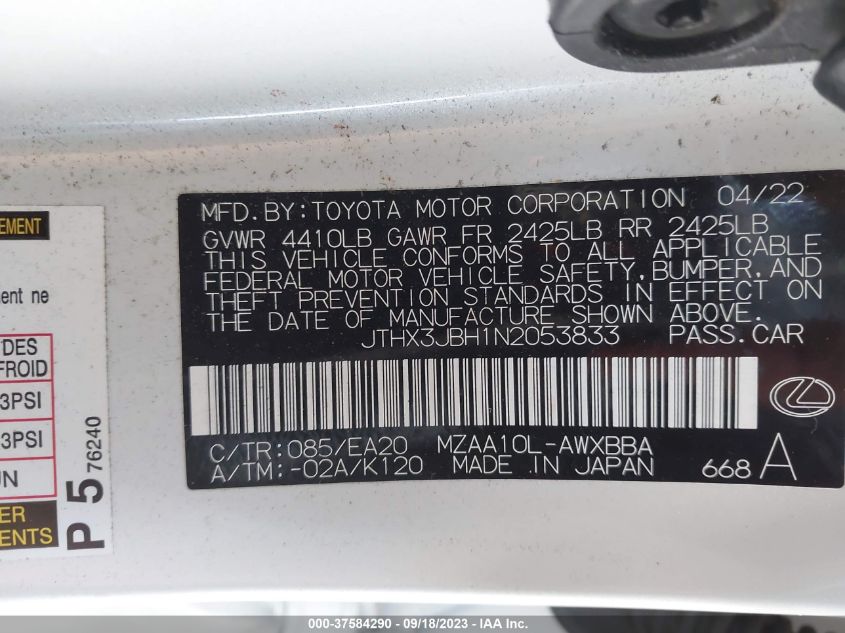 MFD. BY: TOYOTA MOTOR CORPORATION 04/22
GVWR 4410LB GAWR FR 2425LB RR 2425LB
THIS VEHICLE CONFORMS TO ALL APPLICABLE
FEDERAL MOTOR VEHICLE SAFETY, BUMPER, AND
THEFT PREVENTION STANDARDS IN EFFECT ON
THE DATE OF MANUFACTURE SHOWN ABOVE.
JTHX3JBH1N2053833 PASS.CAR
C/TR: 085/EA20 MZAA10L-AWXBBA
A/TM: -02A/K120 MADE IN JAPAN 668 A
EMENT
ent ne
DES
FROID
3PSI
3PSI
UN
ER
ENTS
P 5 76240
000-37584290 - 09/18/2023 - IAA Inc.